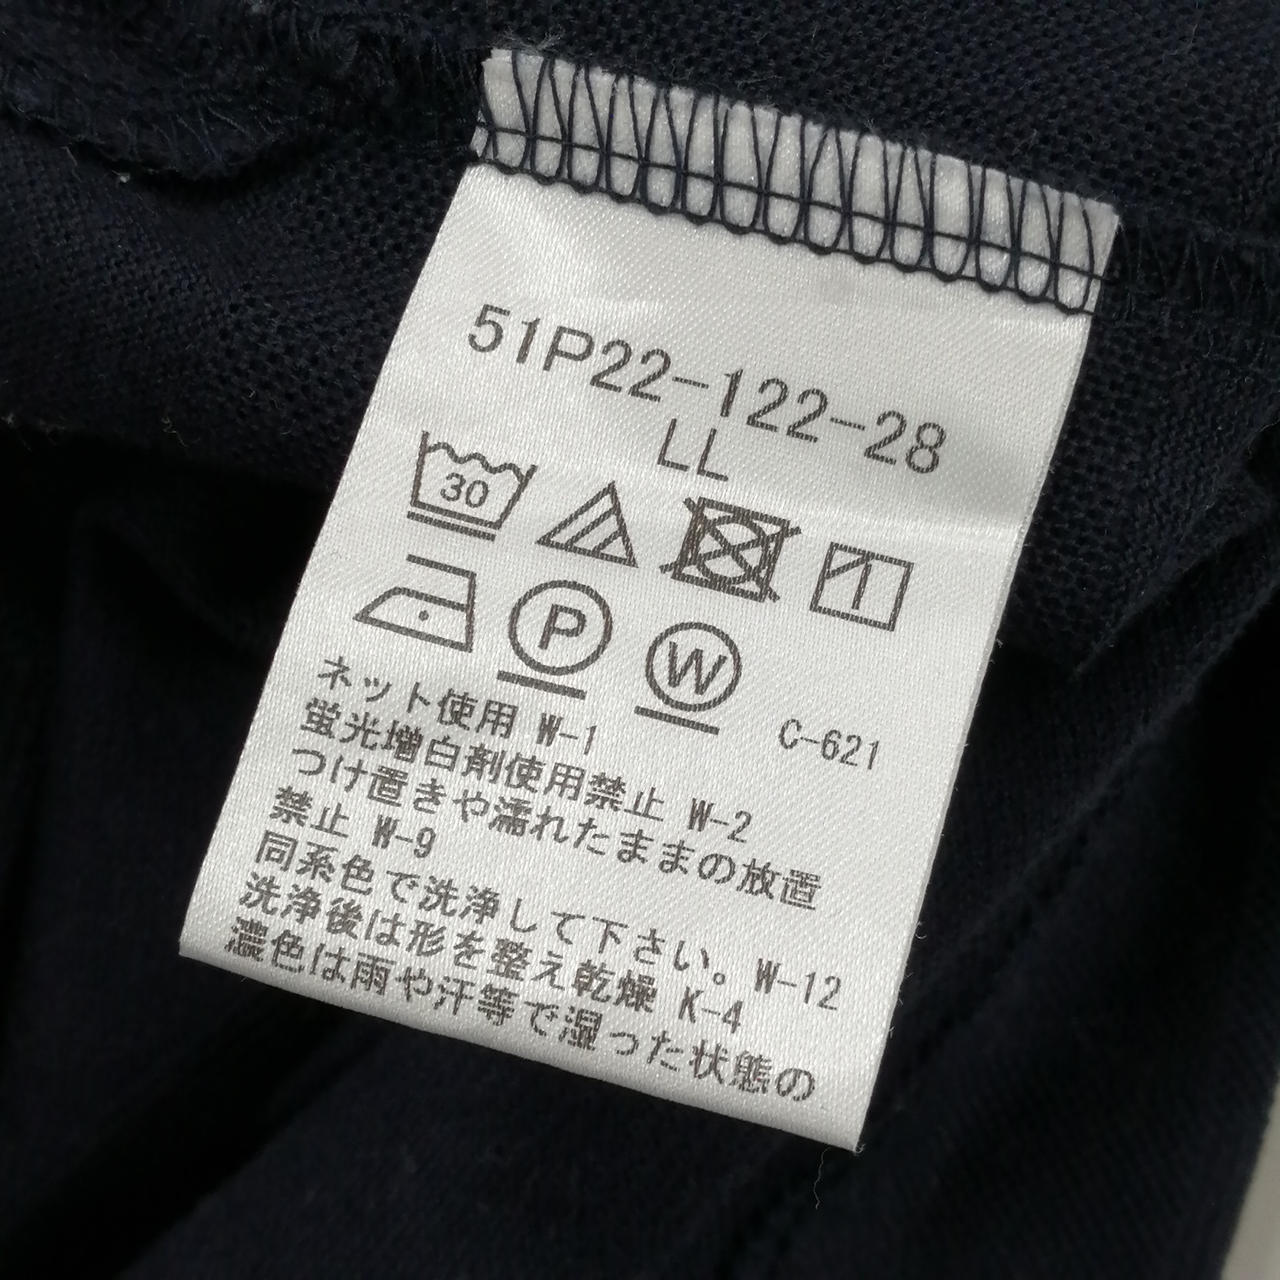 51P22-122-28
LL
30
P
W
C-621
ネット使用 W-1
蛍光増白剤使用禁止 W-2
つけ置きや濡れたままの放置
禁止 W-9
同系色で洗浄して下さい。W-12
洗浄後は形を整え乾燥 K-4
濃色は雨や汗等で湿った状態の